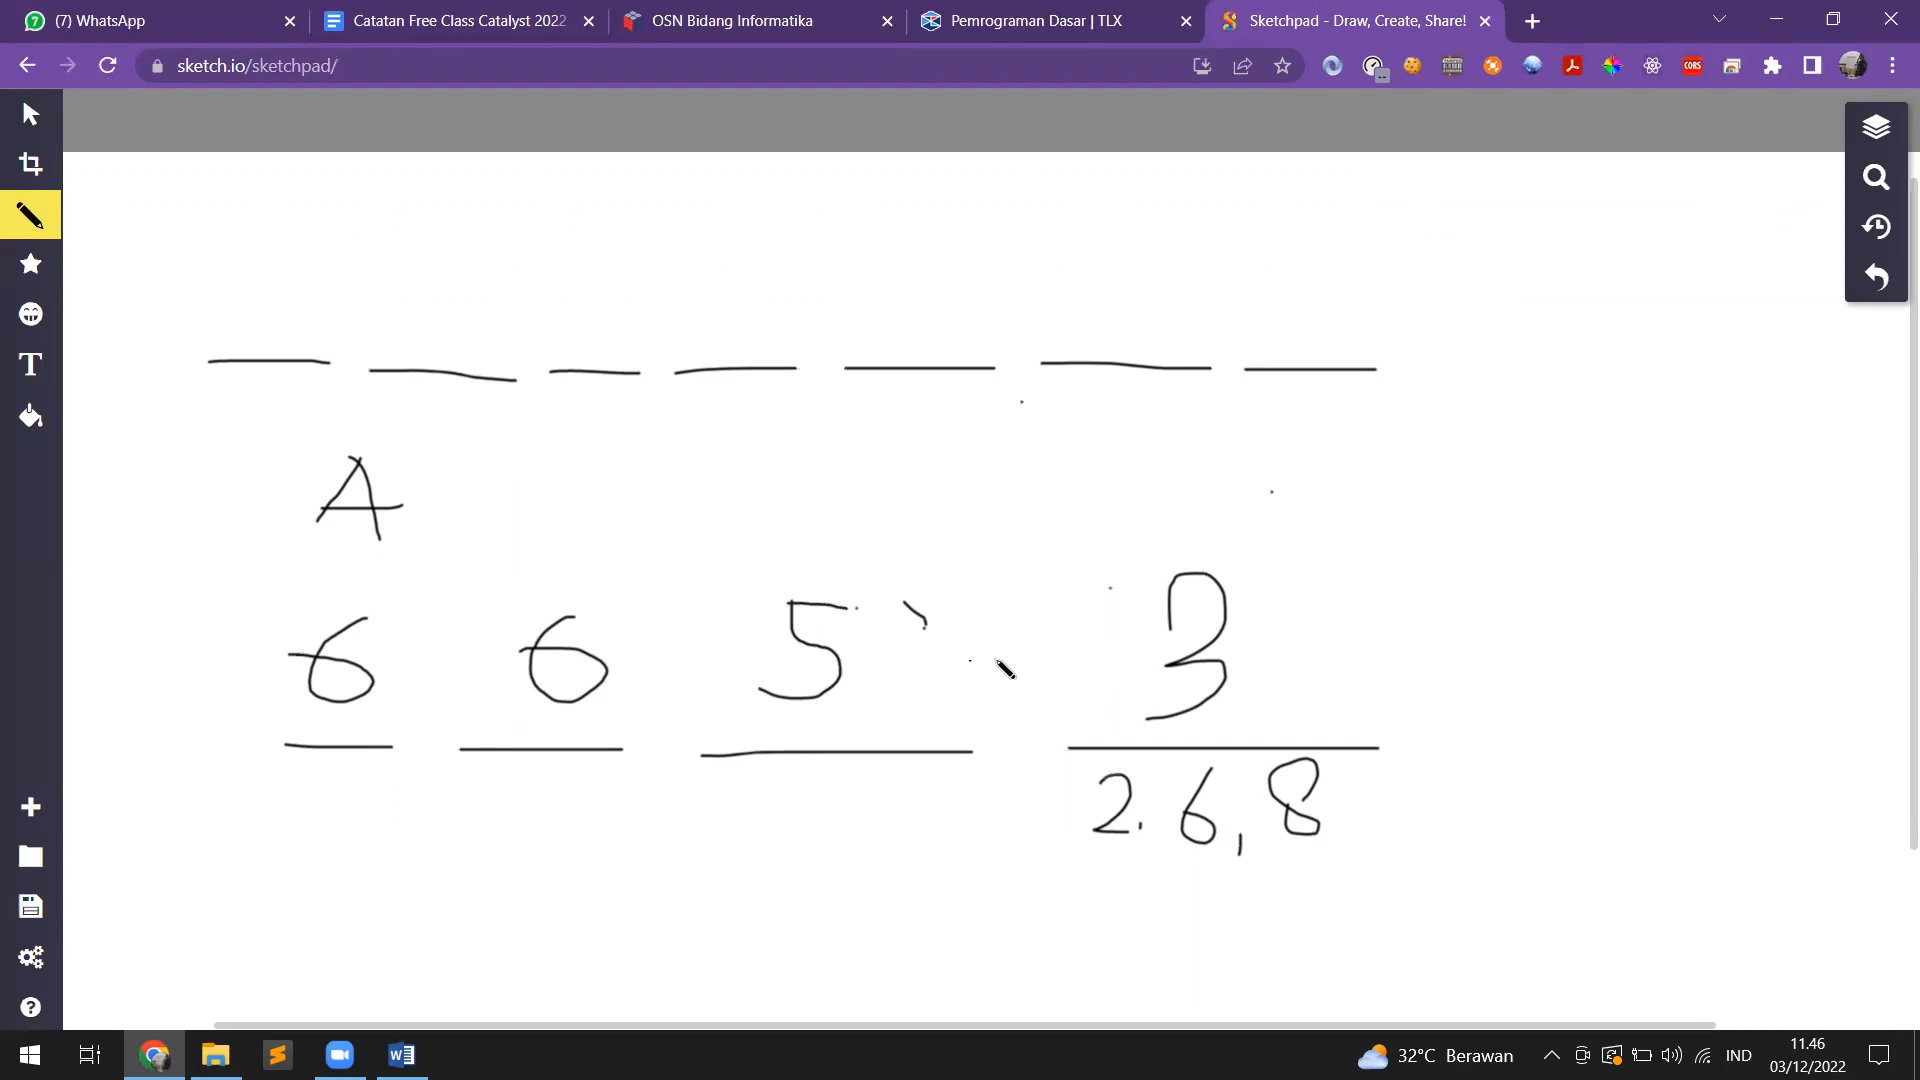 (7) WhatsApp
Catatan Free Class Catalyst 2022
OSN Bidang Informatika
Pemrograman Dasar | TLX
Sketchpad - Draw, Create, Share!
sketch.io/sketchpad/
CORS
T
A
6 6 5 3
2. 6, 8
32°C Berawan
IND
11.46
03/12/2022